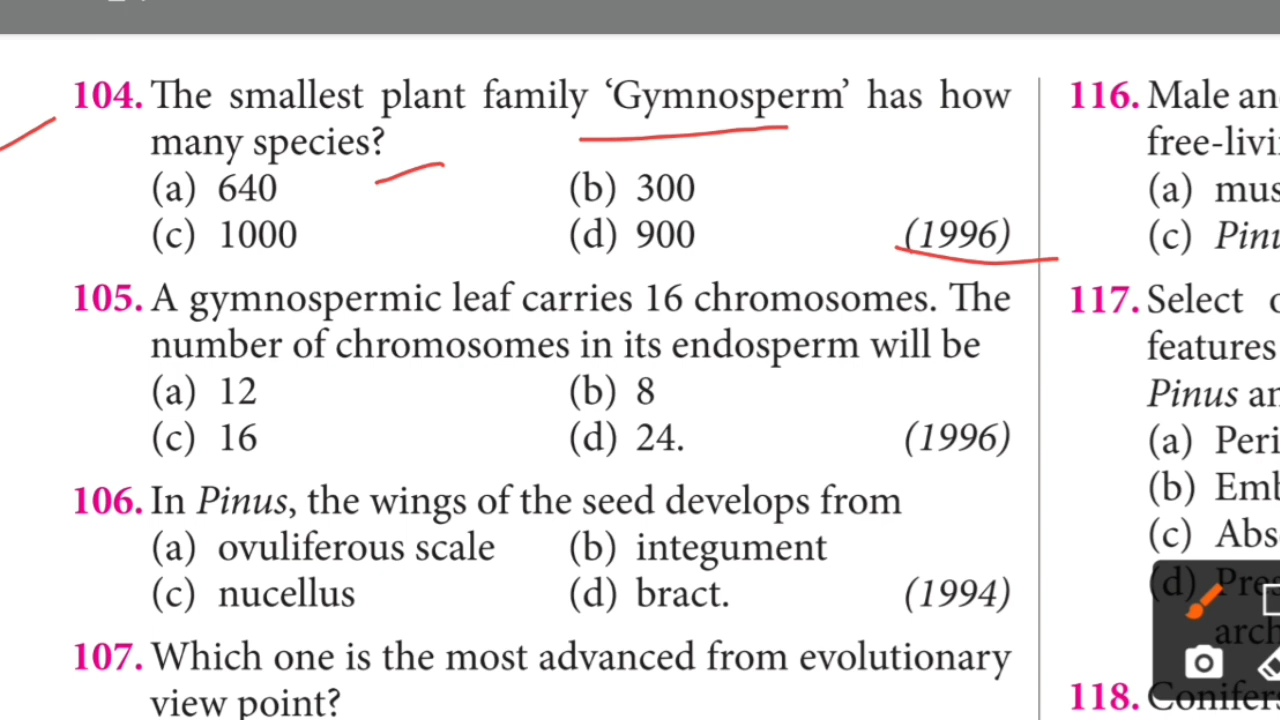 104. The smallest plant family ‘Gymnosperm’ has how
many species?
(a) 640 (b) 300
(c) 1000 (d) 900 (1996)
105. A gymnospermic leaf carries 16 chromosomes. The
number of chromosomes in its endosperm will be
(a) 12 (b) 8
(c) 16 (d) 24. (1996)
106. In Pinus, the wings of the seed develops from
(a) ovuliferous scale (b) integument
(c) nucellus (d) bract. (1994)
107. Which one is the most advanced from evolutionary
view point?
116. Male an
free-livi
(a) mus
(c) Pinu
117. Select
features
Pinus an
(a) Peri
(b) Emb
(c) Abs
(d) Pres
arch
118. Conifers